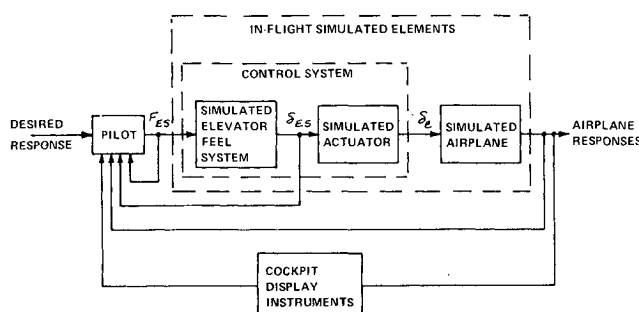 IN-FLIGHT SIMULATED ELEMENTS
CONTROL SYSTEM
DESIRED
RESPONSE
PILOT
F_ES
SIMULATED
ELEVATOR
FEEL
SYSTEM
δ_ES
SIMULATED
ACTUATOR
δ_e
SIMULATED
AIRPLANE
AIRPLANE
RESPONSES
COCKPIT
DISPLAY
INSTRUMENTS